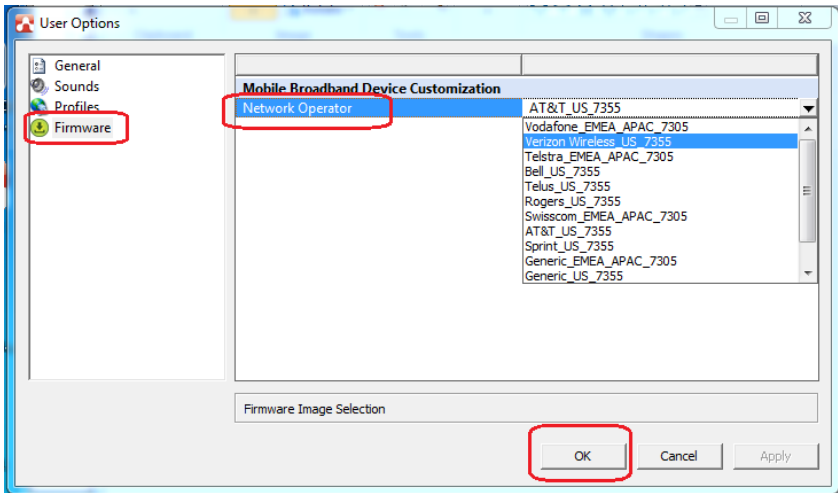 User Options
General
Sounds
Profiles
Firmware
Mobile Broadband Device Customization
Network Operator
AT&T_US_7355
Vodafone_EMEA_APAC_7305
Verizon Wireless_US_7355
Telstra_EMEA_APAC_7305
Bell_US_7355
Telus_US_7355
Rogers_US_7355
Swisscom_EMEA_APAC_7305
AT&T_US_7355
Sprint_US_7355
Generic_EMEA_APAC_7305
Generic_US_7355
Firmware Image Selection
OK
Cancel
Apply